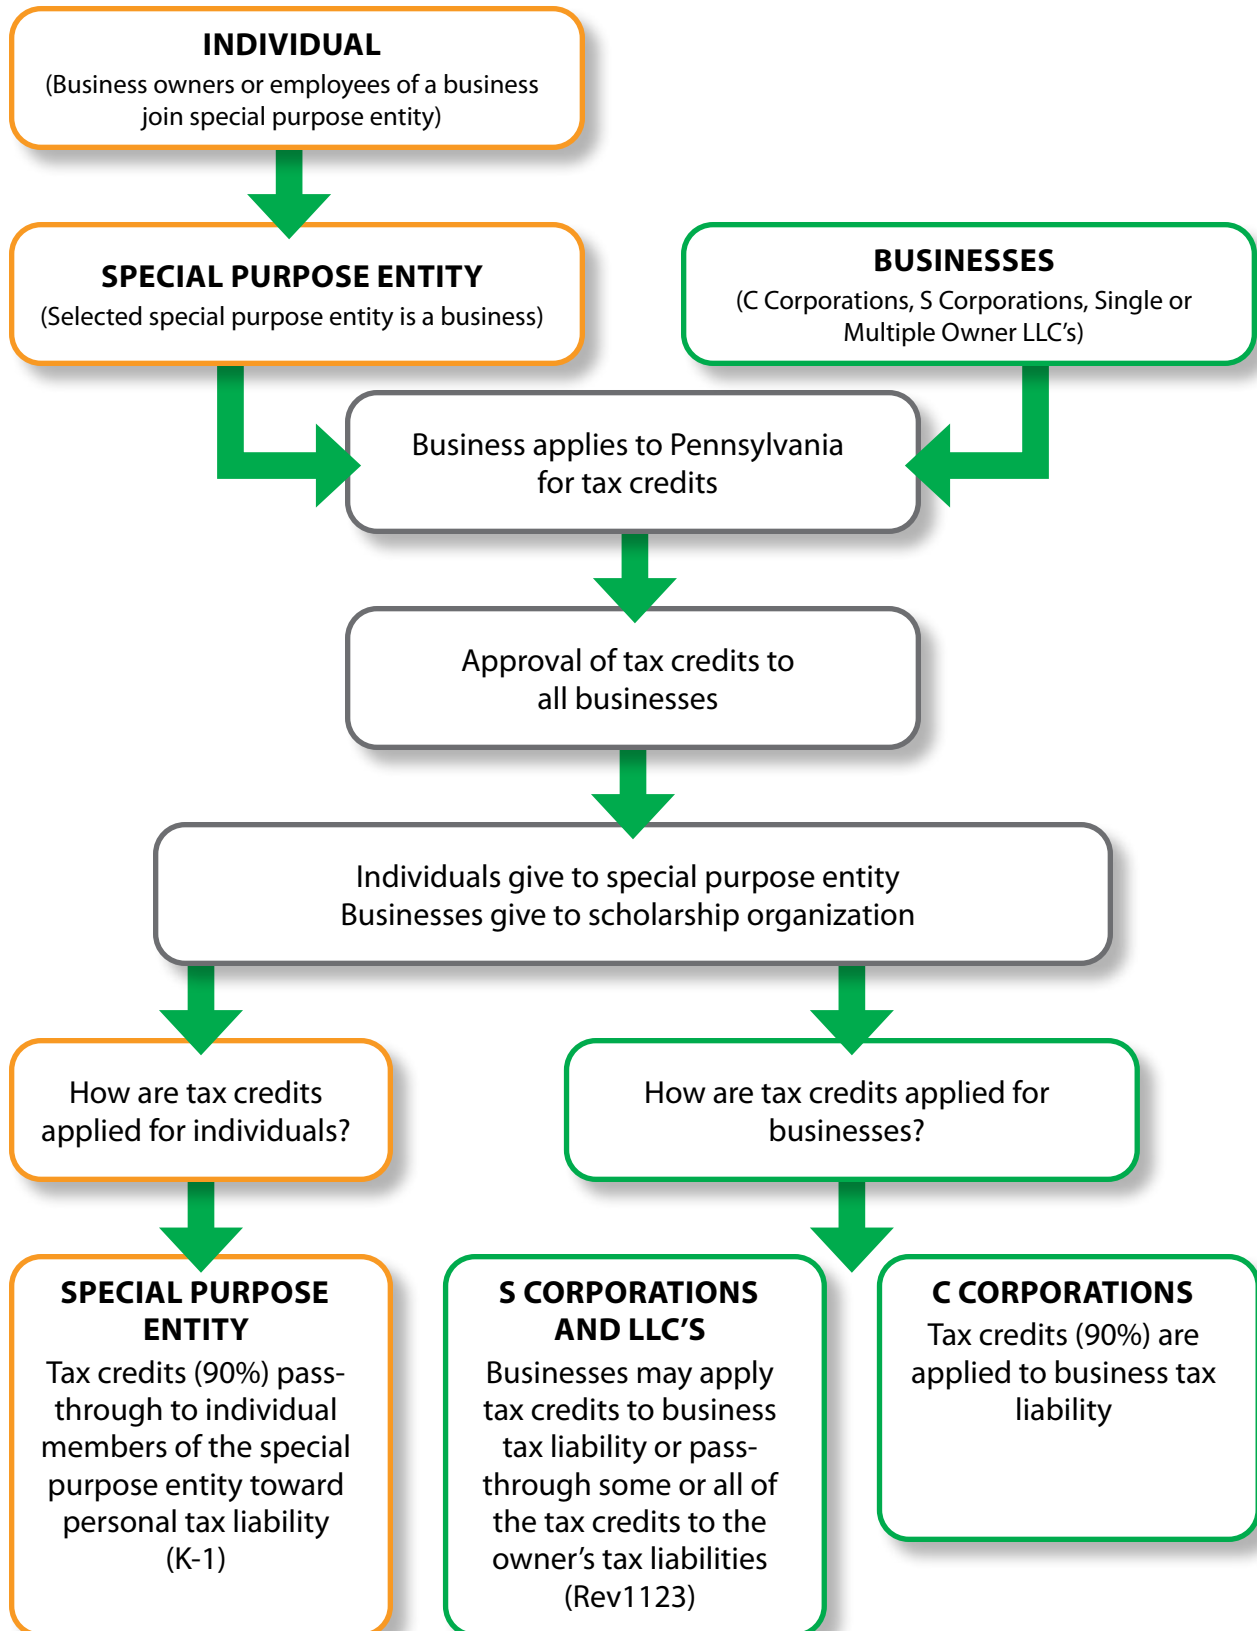 INDIVIDUAL
(Business owners or employees of a business
join special purpose entity)
SPECIAL PURPOSE ENTITY
(Selected special purpose entity is a business)
BUSINESSES
(C Corporations, S Corporations, Single or
Multiple Owner LLC's)
Business applies to Pennsylvania
for tax credits
Approval of tax credits to
all businesses
Individuals give to special purpose entity
Businesses give to scholarship organization
How are tax credits
applied for individuals?
How are tax credits applied for
businesses?
SPECIAL PURPOSE
ENTITY
Tax credits (90%) pass-
through to individual
members of the special
purpose entity toward
personal tax liability
(K-1)
S CORPORATIONS
AND LLC'S
Businesses may apply
tax credits to business
tax liability or pass-
through some or all of
the tax credits to the
owner's tax liabilities
(Rev1123)
C CORPORATIONS
Tax credits (90%) are
applied to business tax
liability